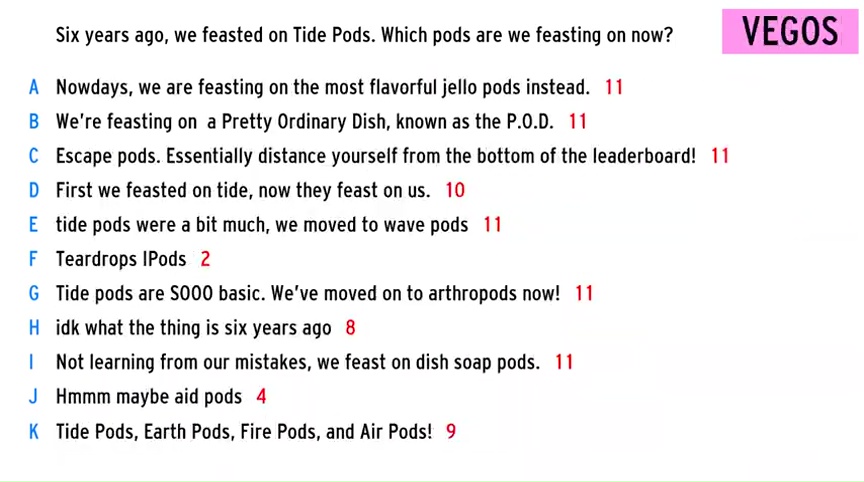 Six years ago, we feasted on Tide Pods. Which pods are we feasting on now?
VEGOS
A Nowdays, we are feasting on the most flavorful jello pods instead. 11
B We're feasting on a Pretty Ordinary Dish, known as the P.O.D. 11
C Escape pods. Essentially distance yourself from the bottom of the leaderboard! 11
D First we feasted on tide, now they feast on us. 10
E tide pods were a bit much, we moved to wave pods 11
F Teardrops IPods 2
G Tide pods are SOOO basic. We've moved on to arthropods now! 11
H idk what the thing is six years ago 8
I Not learning from our mistakes, we feast on dish soap pods. 11
J Hmmm maybe aid pods 4
K Tide Pods, Earth Pods, Fire Pods, and Air Pods! 9